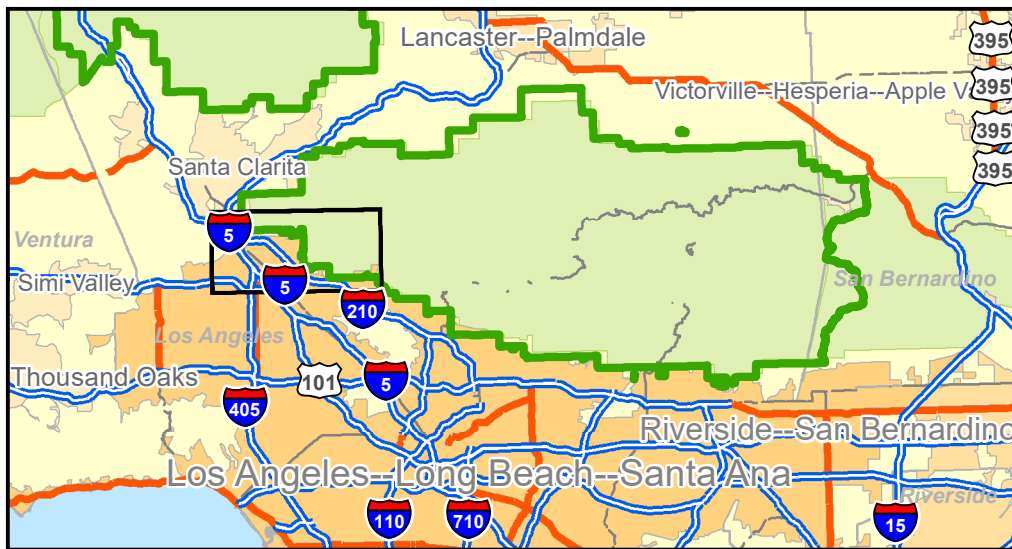 Lancaster--Palmdale
395
Victorville--Hesperia--Apple Va
395
395
395
Santa Clarita
5
Ventura
Simi Valley
5
San Bernardino
210
Los Angeles
Thousand Oaks
101
5
405
Riverside--San Bernardino
Los Angeles--Long Beach--Santa Ana
Riverside
110
710
15